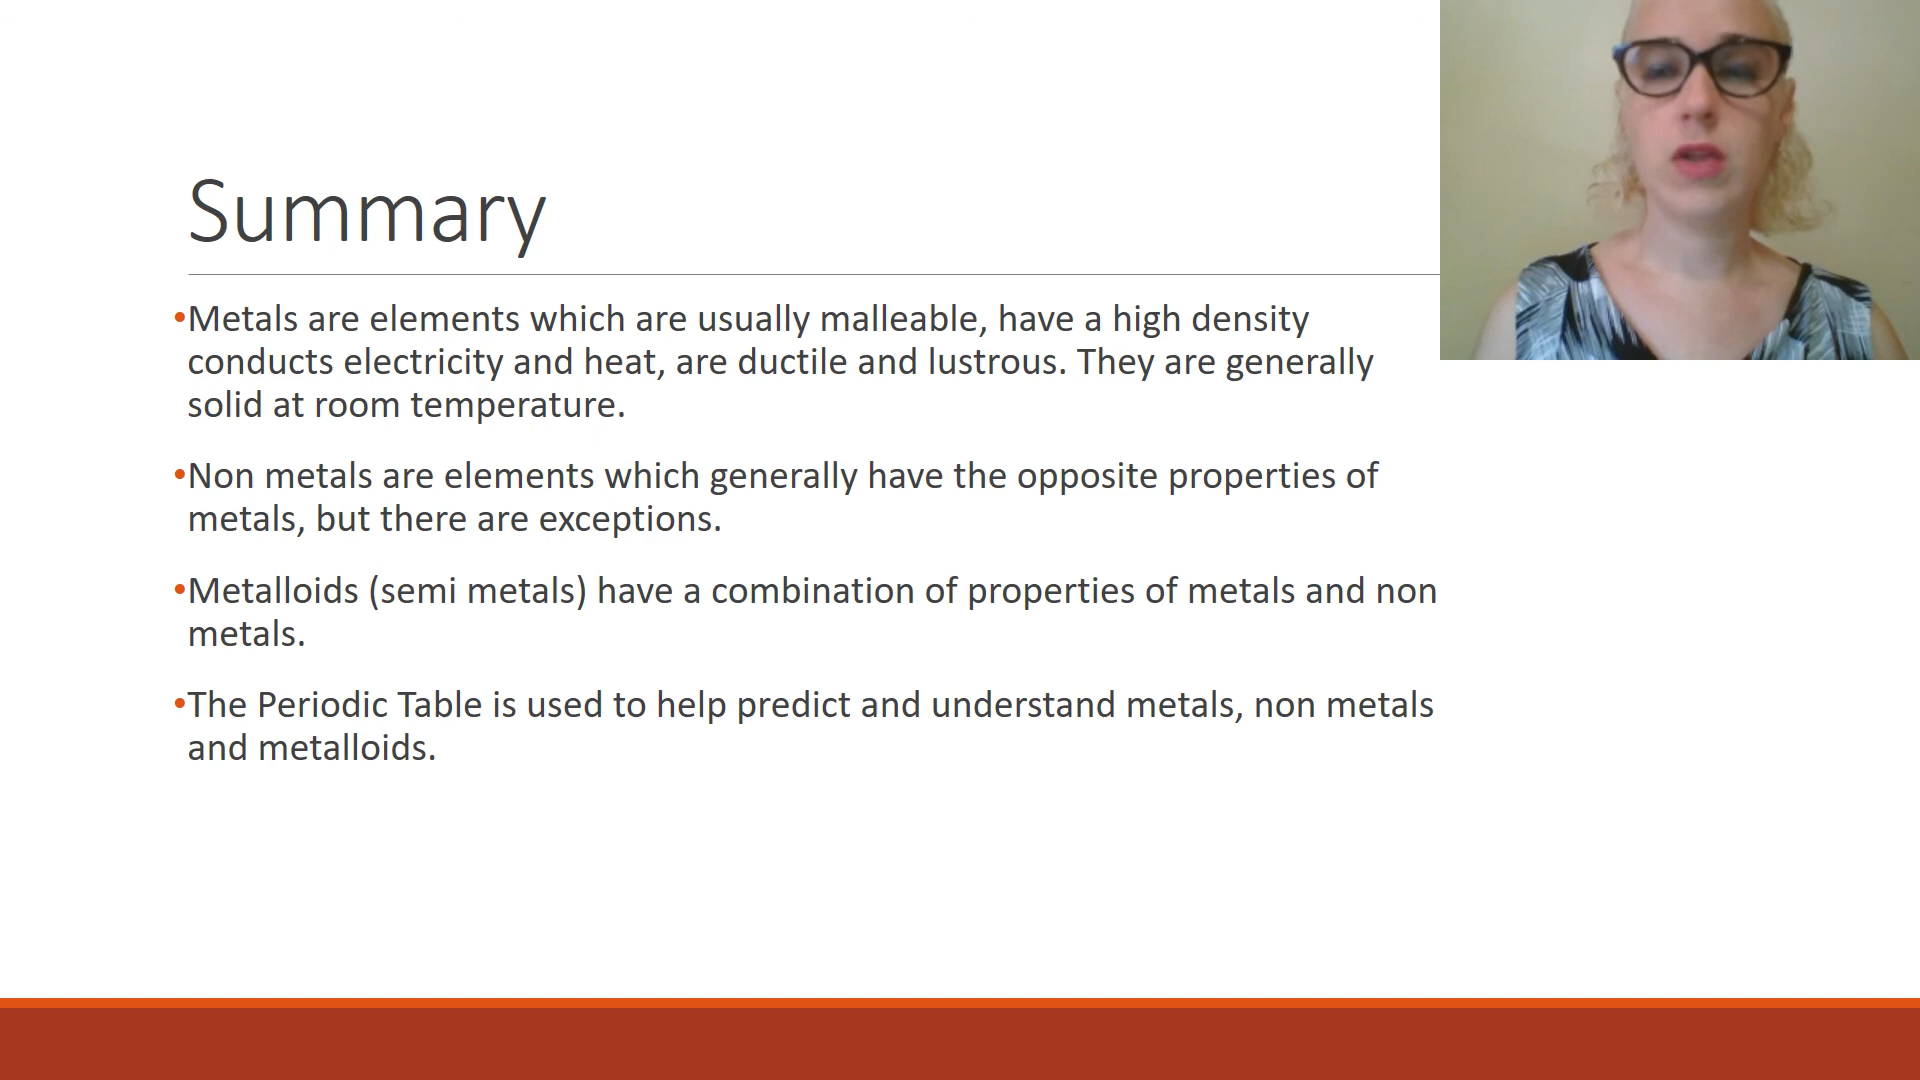 Summary
•Metals are elements which are usually malleable, have a high density
conducts electricity and heat, are ductile and lustrous. They are generally
solid at room temperature.
•Non metals are elements which generally have the opposite properties of
metals, but there are exceptions.
•Metalloids (semi metals) have a combination of properties of metals and non
metals.
•The Periodic Table is used to help predict and understand metals, non metals
and metalloids.